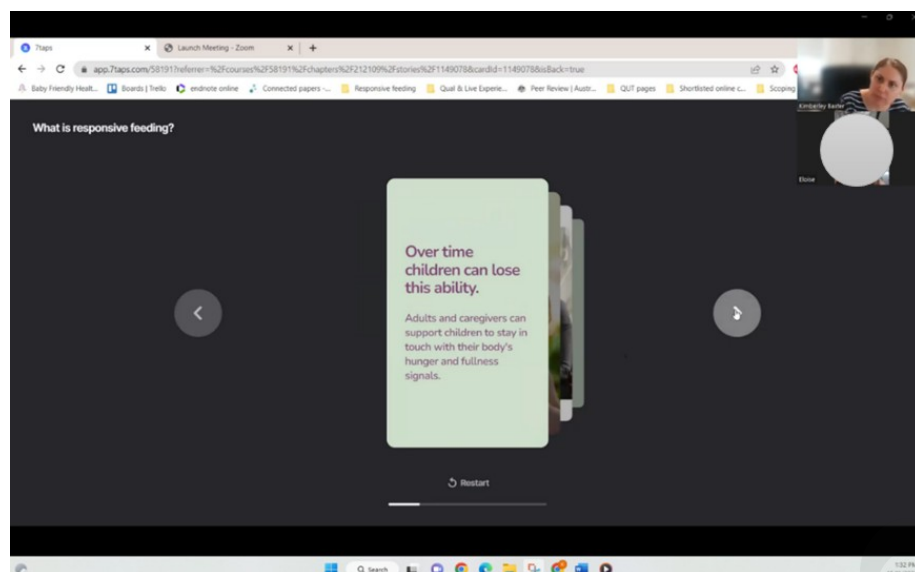 7taps
Launch Meeting - Zoom
app.7taps.com/58191?referrer=%2Fcourses%2F58191%2Fchapters%2F212109%2Fstories%2F1149078&cardId=1149078&isBack=true
Baby Friendly Healt... Boards | Trello endnote online Connected papers -... Responsive feeding Qual & Live Experie... Peer Review | Austr... QUT pages Shortlisted online c... Scoping
Kimberley Baxter
Eloise
What is responsive feeding?
Over time
children can lose
this ability.
Adults and caregivers can
support children to stay in
touch with their body's
hunger and fullness
signals.
Restart
Search
1:32 PM